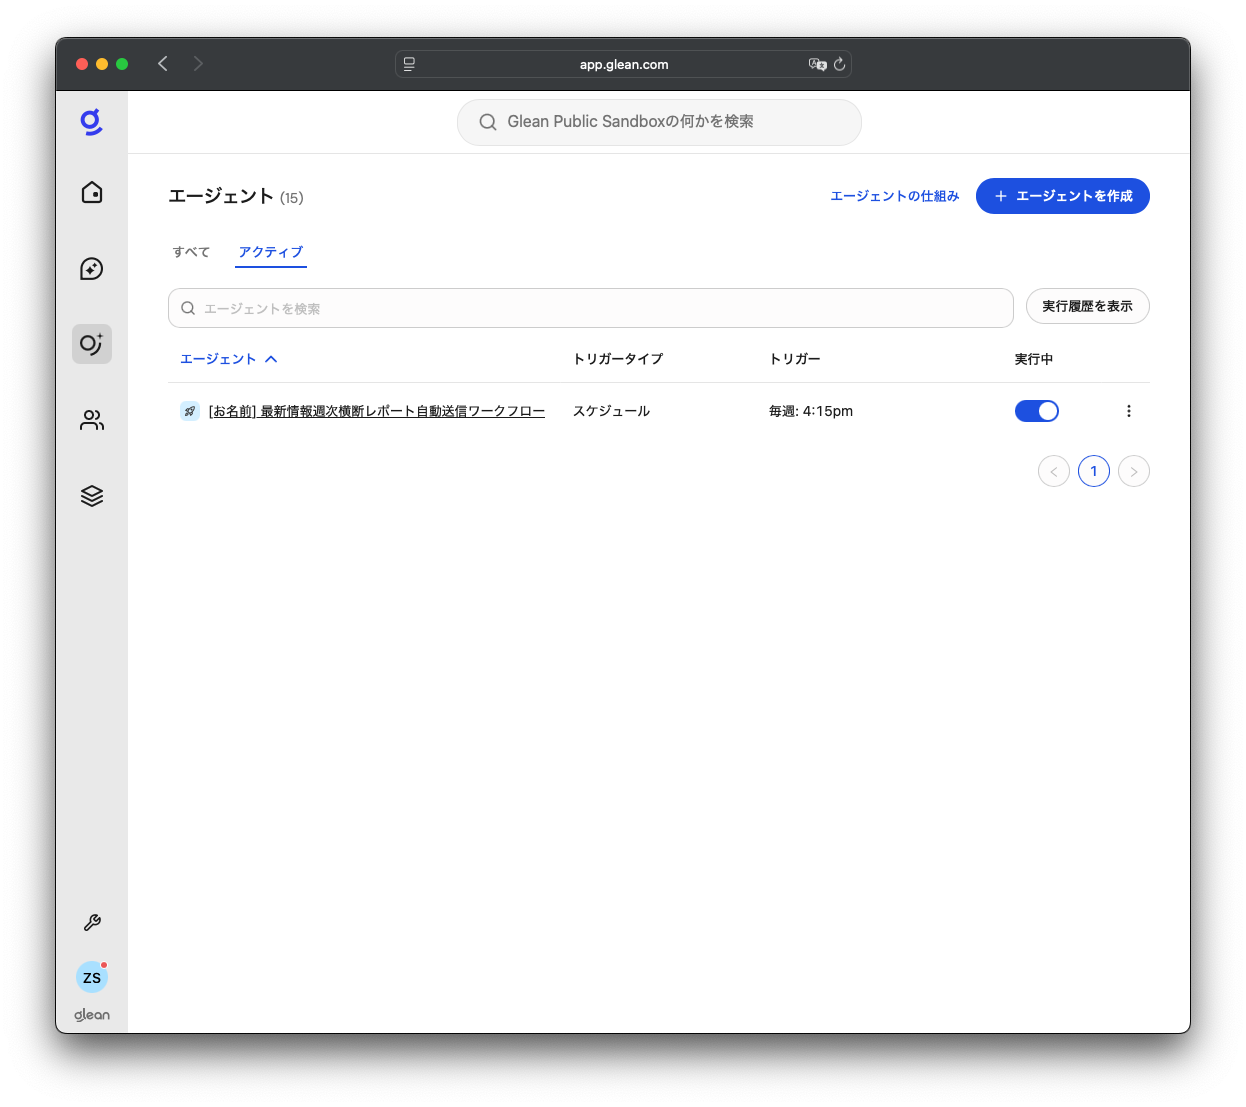 app.glean.com
Glean Public Sandboxの何かを検索
エージェント (15)
エージェントの仕組み
エージェントを作成
すべて
アクティブ
エージェントを検索
実行履歴を表示
エージェント
トリガータイプ
トリガー
実行中
[お名前] 最新情報週次横断レポート自動送信ワークフロー
スケジュール
毎週: 4:15pm
1
ZS
glean